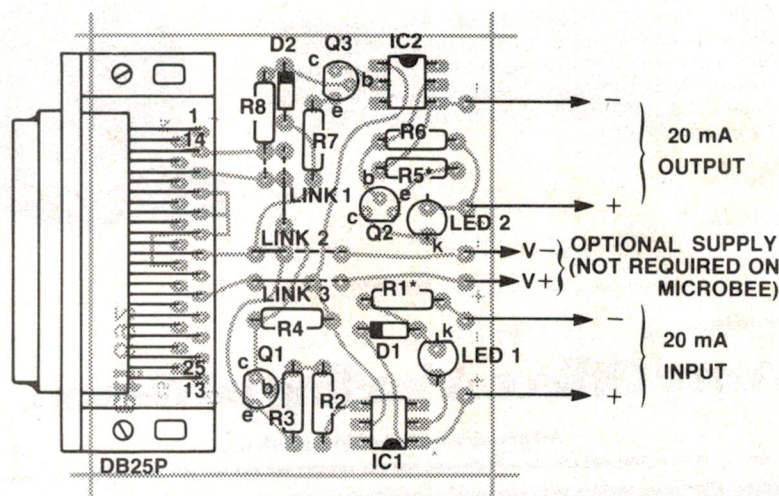 D2
Q3
IC2
c
b
e
R8
R7
1
14
R6
R5*
b
e
c
Q2
LED 2
k
LINK 1
LINK 2
LINK 3
−
20 mA
OUTPUT
+
V−
V+
OPTIONAL SUPPLY
(NOT REQUIRED ON
MICROBEE)
R1*
R4
D1
k
LED 1
−
20 mA
INPUT
+
Q1
c
b
e
R3
R2
25
13
IC1
DB25P